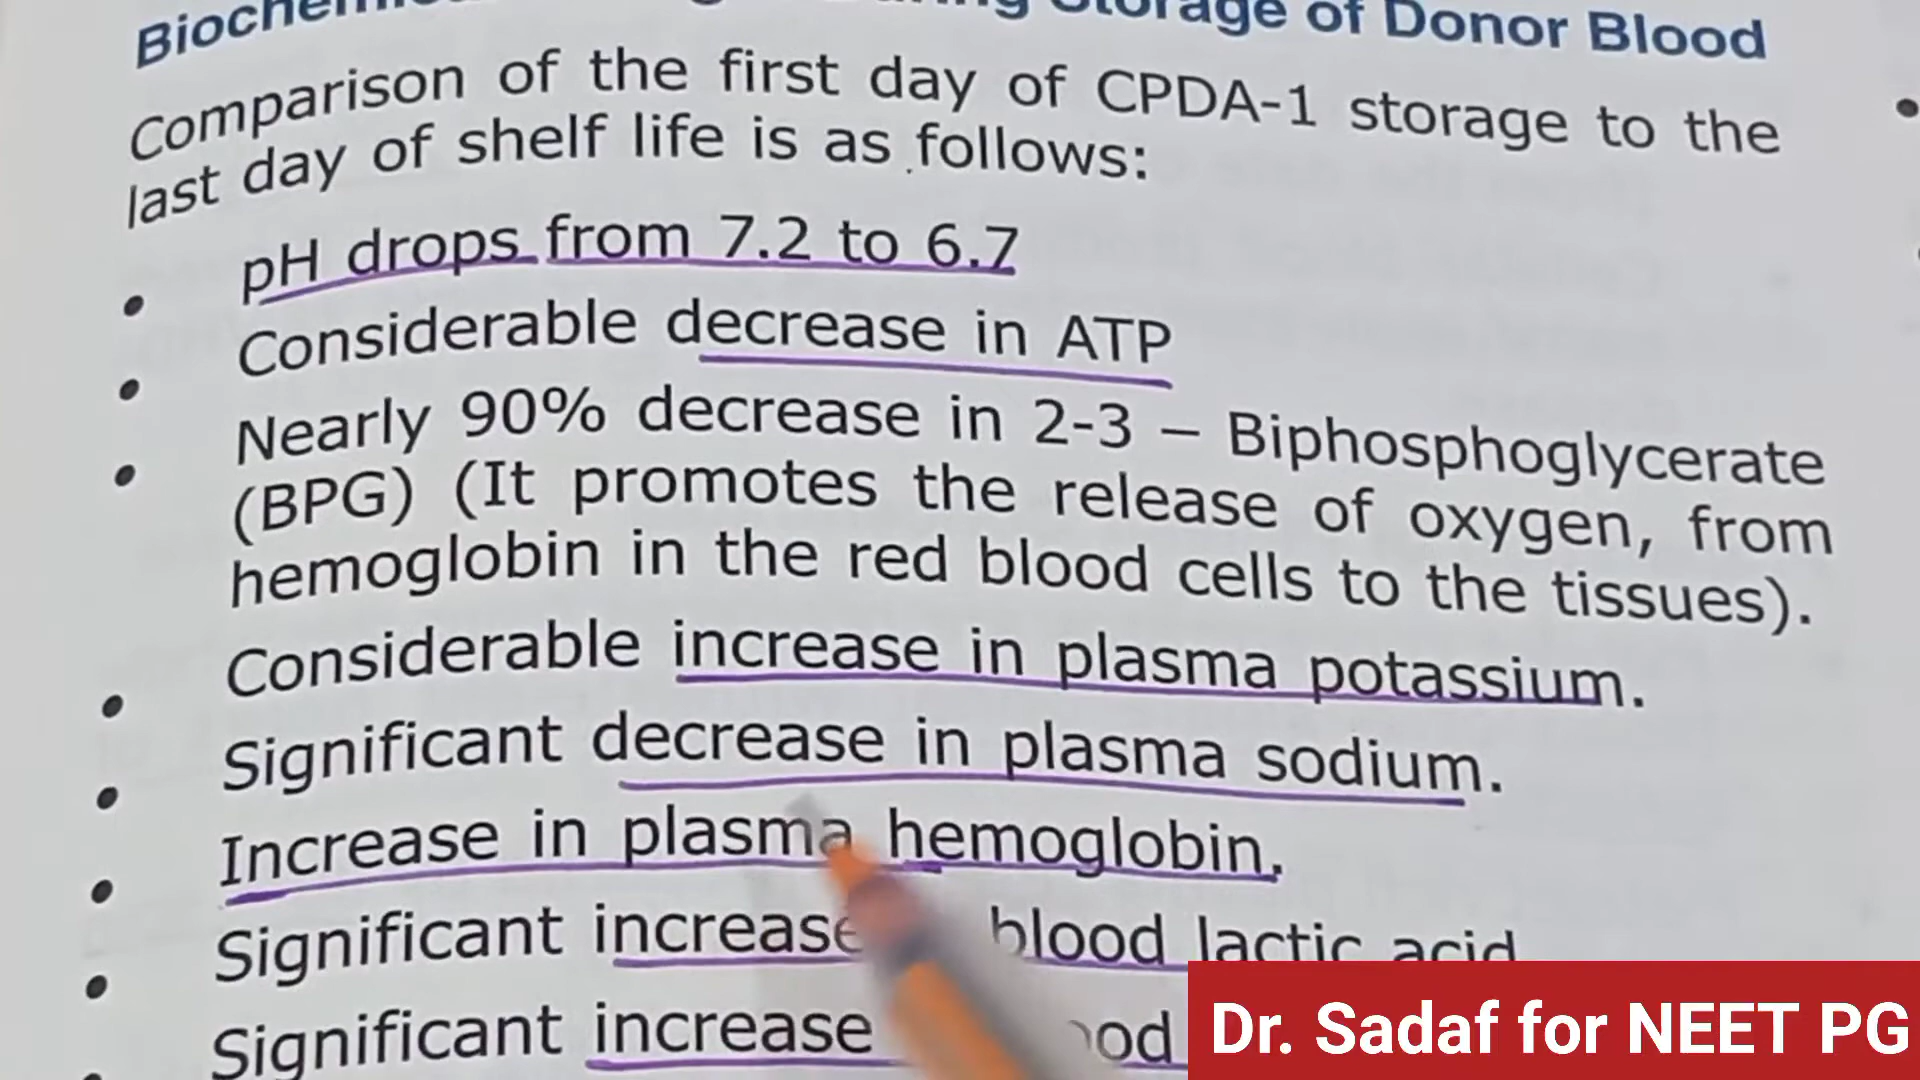 Storage of Donor Blood
Comparison of the first day of CPDA-1 storage to the
last day of shelf life is as follows:
• pH drops from 7.2 to 6.7
• Considerable decrease in ATP
• Nearly 90% decrease in 2-3 – Biphosphoglycerate
(BPG) (It promotes the release of oxygen, from
hemoglobin in the red blood cells to the tissues).
• Considerable increase in plasma potassium.
• Significant decrease in plasma sodium.
• Increase in plasma hemoglobin.
• Significant increase blood lactic acid
• Significant increase
Dr. Sadaf for NEET PG